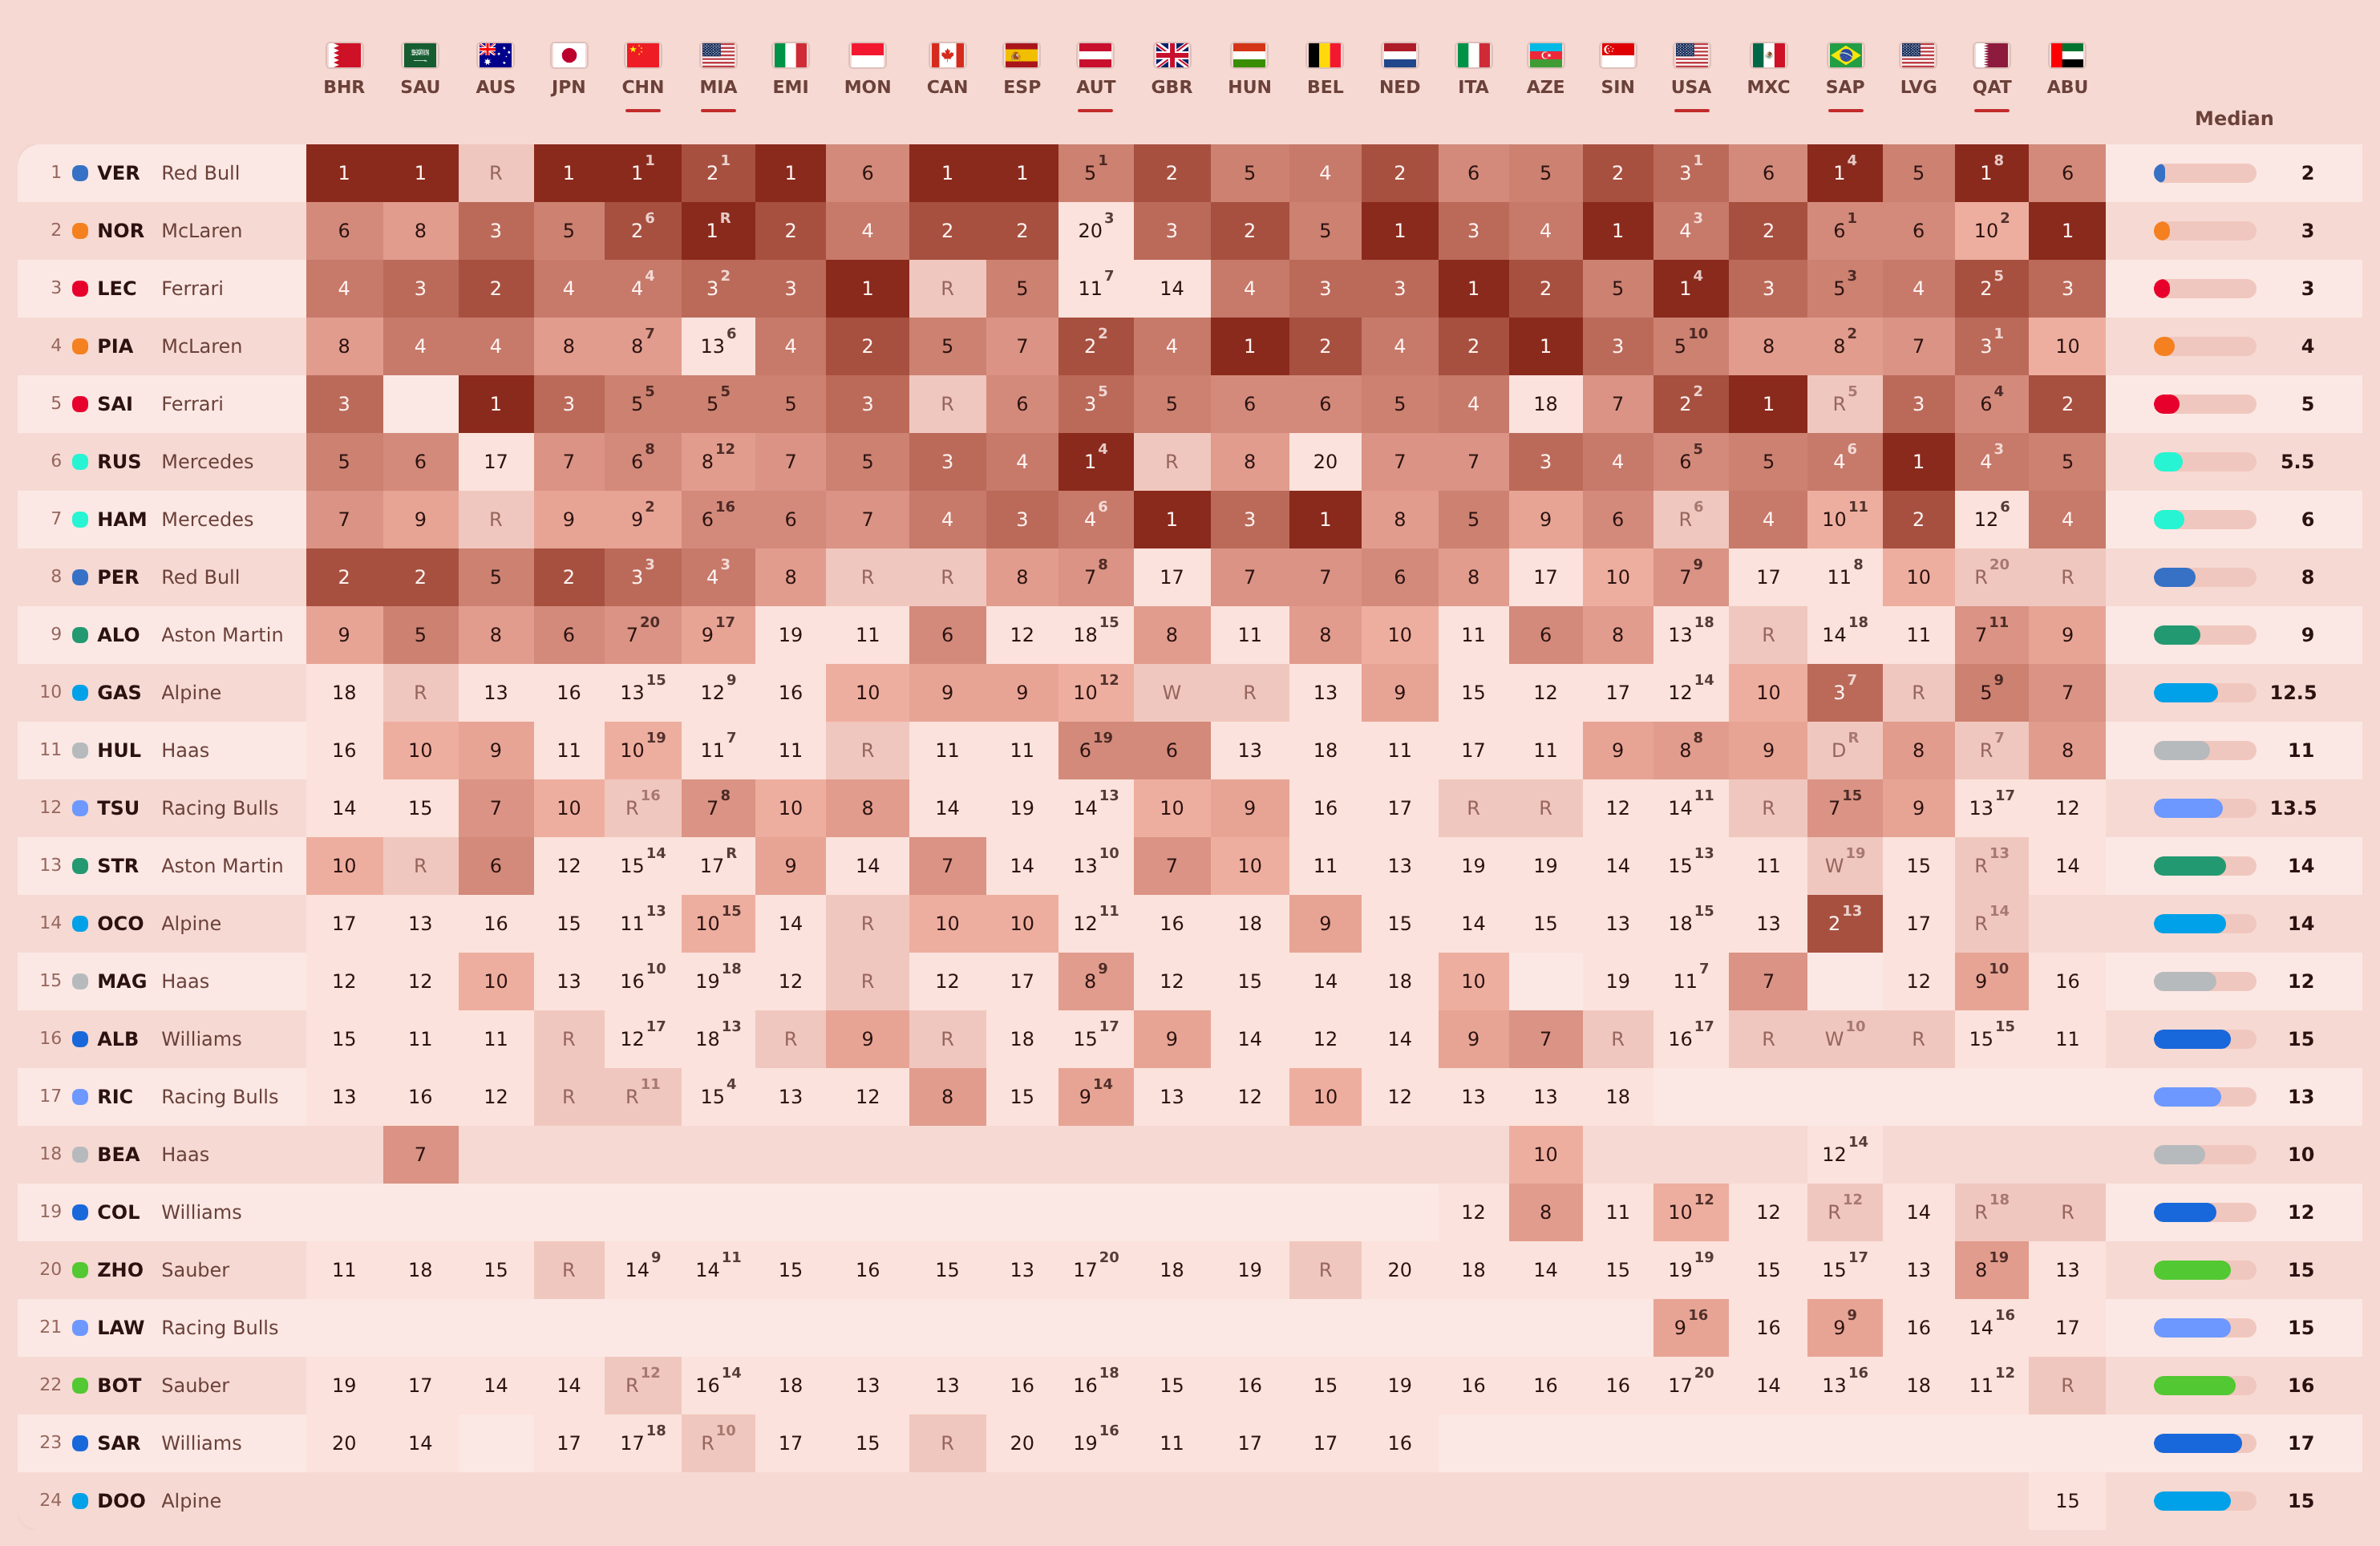 BHR SAU AUS JPN CHN MIA EMI MON CAN ESP AUT GBR HUN BEL NED ITA AZE SIN USA MXC SAP LVG QAT ABU
Median
1 VER Red Bull 1 1 R 1 1 1 2 1 1 6 1 1 5 1 2 5 4 2 6 5 2 3 1 6 1 4 5 1 8 6 2
2 NOR McLaren 6 8 3 5 2 6 1 R 2 4 2 2 20 3 3 2 5 1 3 4 1 4 3 2 6 1 6 10 2 1 3
3 LEC Ferrari 4 3 2 4 4 4 3 2 3 1 R 5 11 7 14 4 3 3 1 2 5 1 4 3 5 3 4 2 5 3 3
4 PIA McLaren 8 4 4 8 8 7 13 6 4 2 5 7 2 2 4 1 2 4 2 1 3 5 10 8 8 2 7 3 1 10 4
5 SAI Ferrari 3 1 3 5 5 5 5 5 3 R 6 3 5 5 6 6 5 4 18 7 2 2 1 R 5 3 6 4 2 5
6 RUS Mercedes 5 6 17 7 6 8 8 12 7 5 3 4 1 4 R 8 20 7 7 3 4 6 5 5 4 6 1 4 3 5 5.5
7 HAM Mercedes 7 9 R 9 9 2 6 16 6 7 4 3 4 6 1 3 1 8 5 9 6 R 6 4 10 11 2 12 6 4 6
8 PER Red Bull 2 2 5 2 3 3 4 3 8 R R 8 7 8 17 7 7 6 8 17 10 7 9 17 11 8 10 R 20 R 8
9 ALO Aston Martin 9 5 8 6 7 20 9 17 19 11 6 12 18 15 8 11 8 10 11 6 8 13 18 R 14 18 11 7 11 9 9
10 GAS Alpine 18 R 13 16 13 15 12 9 16 10 9 9 10 12 W R 13 9 15 12 17 12 14 10 3 7 R 5 9 7 12.5
11 HUL Haas 16 10 9 11 10 19 11 7 11 R 11 11 6 19 6 13 18 11 17 11 9 8 8 9 D R 8 R 7 8 11
12 TSU Racing Bulls 14 15 7 10 R 16 7 8 10 8 14 19 14 13 10 9 16 17 R R 12 14 11 R 7 15 9 13 17 12 13.5
13 STR Aston Martin 10 R 6 12 15 14 17 R 9 14 7 14 13 10 7 10 11 13 19 19 14 15 13 11 W 19 15 R 13 14 14
14 OCO Alpine 17 13 16 15 11 13 10 15 14 R 10 10 12 11 16 18 9 15 14 15 13 18 15 13 2 13 17 R 14 14
15 MAG Haas 12 12 10 13 16 10 19 18 12 R 12 17 8 9 12 15 14 18 10 19 11 7 7 12 9 10 16 12
16 ALB Williams 15 11 11 R 12 17 18 13 R 9 R 18 15 17 9 14 12 14 9 7 R 16 17 R W 10 R 15 15 11 15
17 RIC Racing Bulls 13 16 12 R R 11 15 4 13 12 8 15 9 14 13 12 10 12 13 13 18 13
18 BEA Haas 7 10 12 14 10
19 COL Williams 12 8 11 10 12 12 R 12 14 R 18 R 12
20 ZHO Sauber 11 18 15 R 14 9 14 11 15 16 15 13 17 20 18 19 R 20 18 14 15 19 19 15 15 17 13 8 19 13 15
21 LAW Racing Bulls 9 16 16 9 9 16 14 16 17 15
22 BOT Sauber 19 17 14 14 R 12 16 14 18 13 13 16 16 18 15 16 15 19 16 16 16 17 20 14 13 16 18 11 12 R 16
23 SAR Williams 20 14 17 17 18 R 10 17 15 R 20 19 16 11 17 17 16 17
24 DOO Alpine 15 15